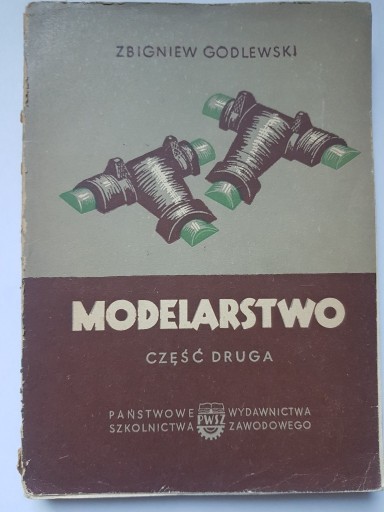 ZBIGNIEW GODLEWSKI
MODELARSTWO
CZĘŚĆ DRUGA
PAŃSTWOWE PWSZ WYDAWNICTWA
SZKOLNICTWA ZAWODOWEGO